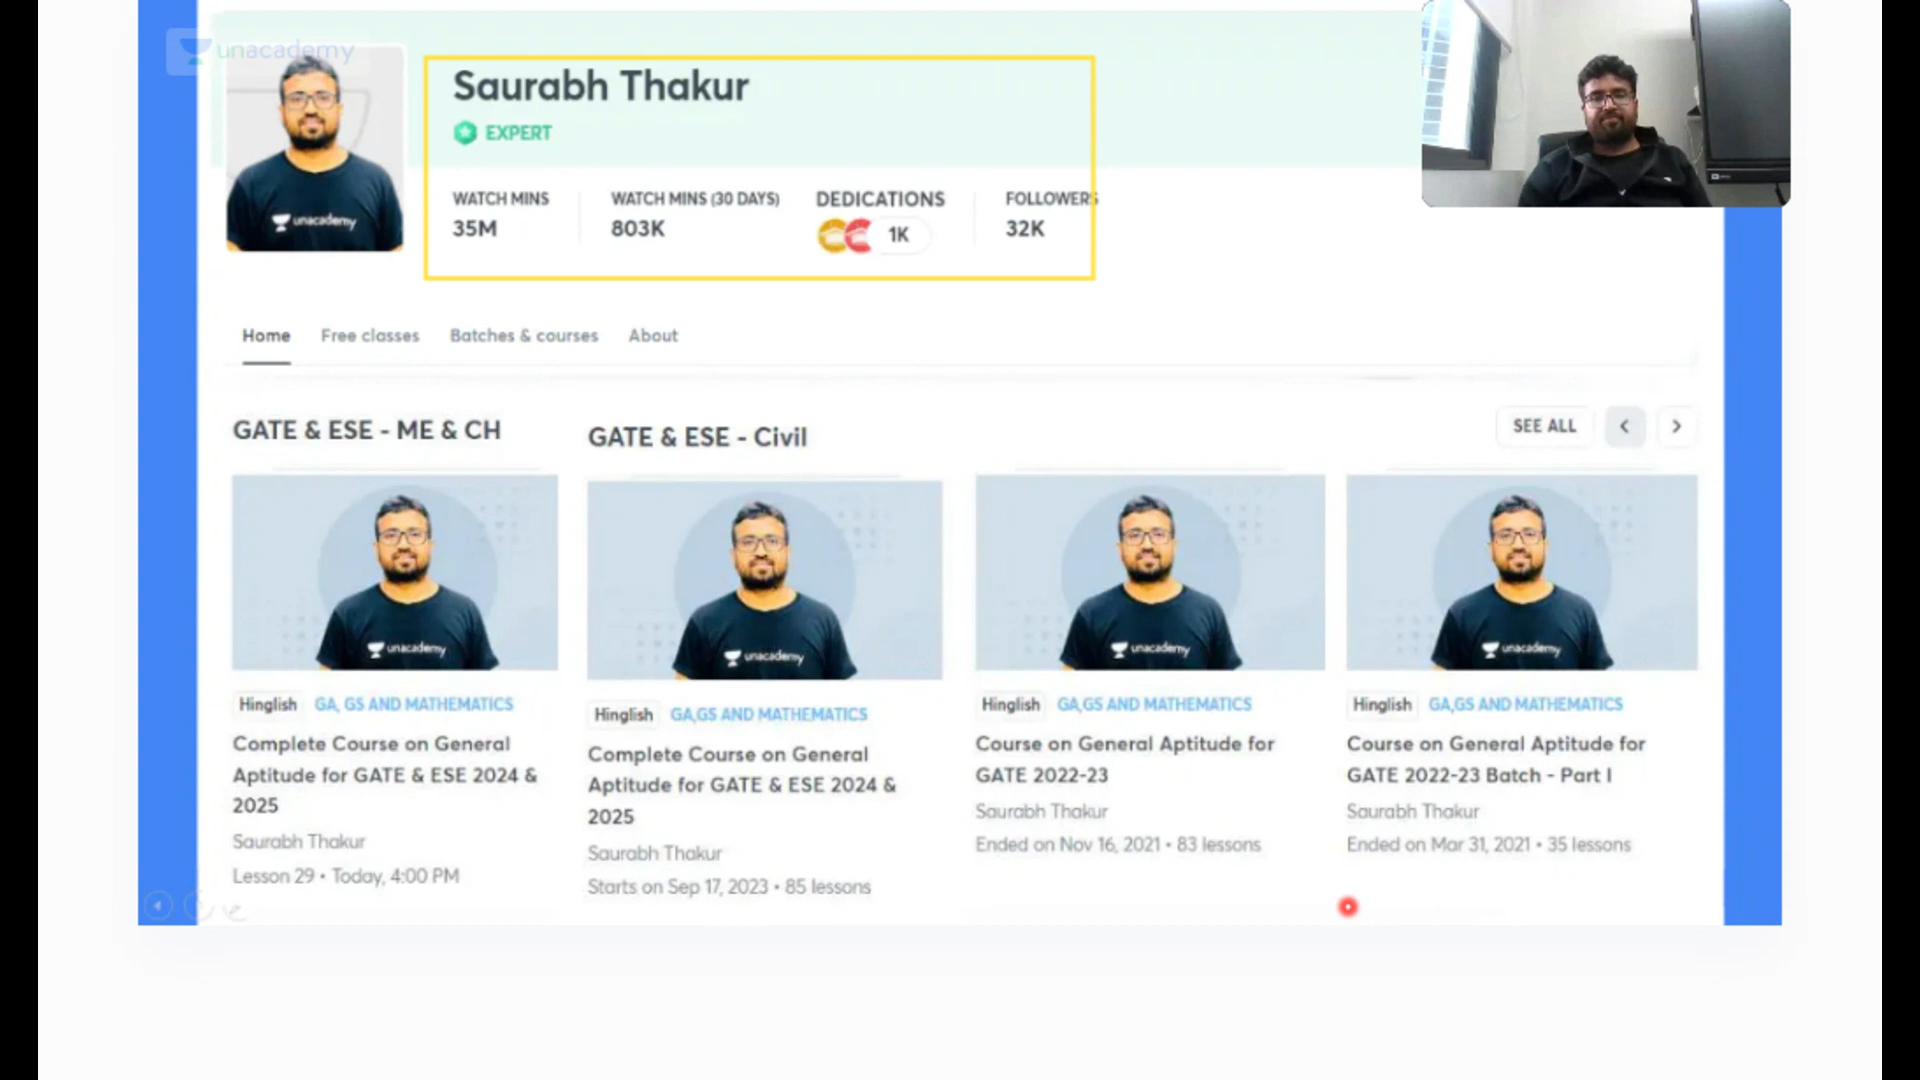 unacademy
Saurabh Thakur
EXPERT
WATCH MINS
35M
WATCH MINS (30 DAYS)
803K
DEDICATIONS
1K
FOLLOWERS
32K
unacademy
Home Free classes Batches & courses About
GATE & ESE - ME & CH
GATE & ESE - Civil
SEE ALL
unacademy
Hinglish GA, GS AND MATHEMATICS
Complete Course on General
Aptitude for GATE & ESE 2024 &
2025
Saurabh Thakur
Lesson 29 • Today, 4:00 PM
unacademy
Hinglish GA,GS AND MATHEMATICS
Complete Course on General
Aptitude for GATE & ESE 2024 &
2025
Saurabh Thakur
Starts on Sep 17, 2023 • 85 lessons
unacademy
Hinglish GA,GS AND MATHEMATICS
Course on General Aptitude for
GATE 2022-23
Saurabh Thakur
Ended on Nov 16, 2021 • 83 lessons
unacademy
Hinglish GA,GS AND MATHEMATICS
Course on General Aptitude for
GATE 2022-23 Batch - Part I
Saurabh Thakur
Ended on Mar 31, 2021 • 35 lessons